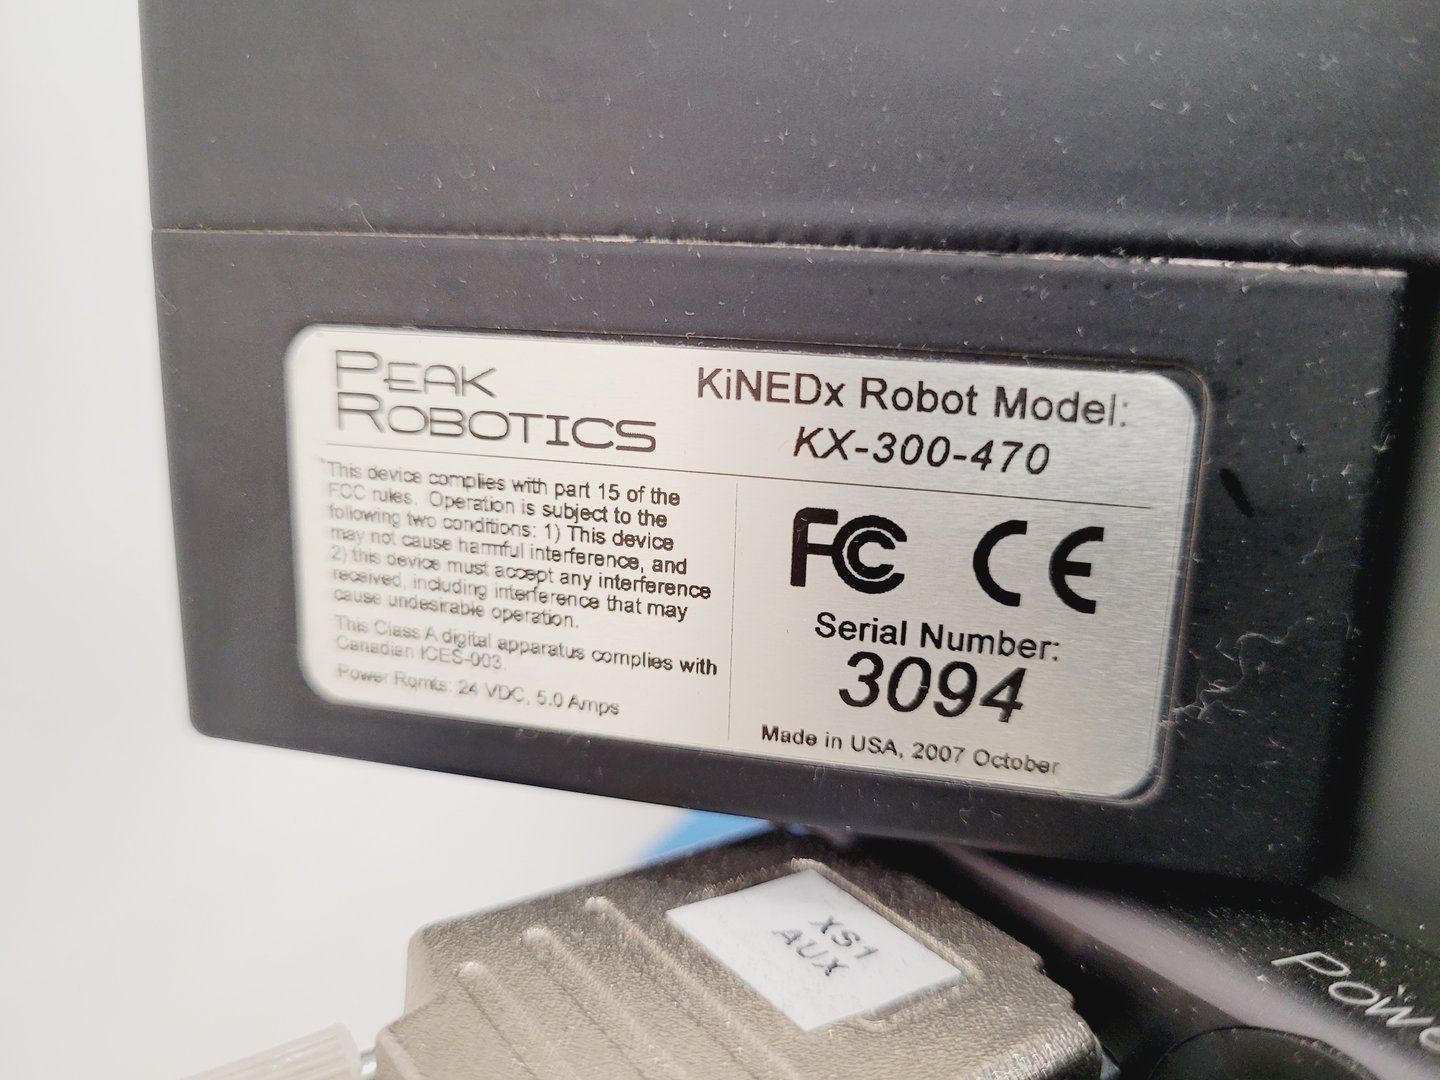 PEAK
ROBOTICS
KiNEDx Robot Model:
KX-300-470
This device complies with part 15 of the
FCC rules. Operation is subject to the
following two conditions: 1) This device
may not cause harmful interference, and
2) this device must accept any interference
received, including interference that may
cause undesirable operation.
This Class A digital apparatus complies with
Canadian ICES-003.
Power Rqmts: 24 VDC, 5.0 Amps
FC CE
Serial Number:
3094
Made in USA, 2007 October
XS1
AUX